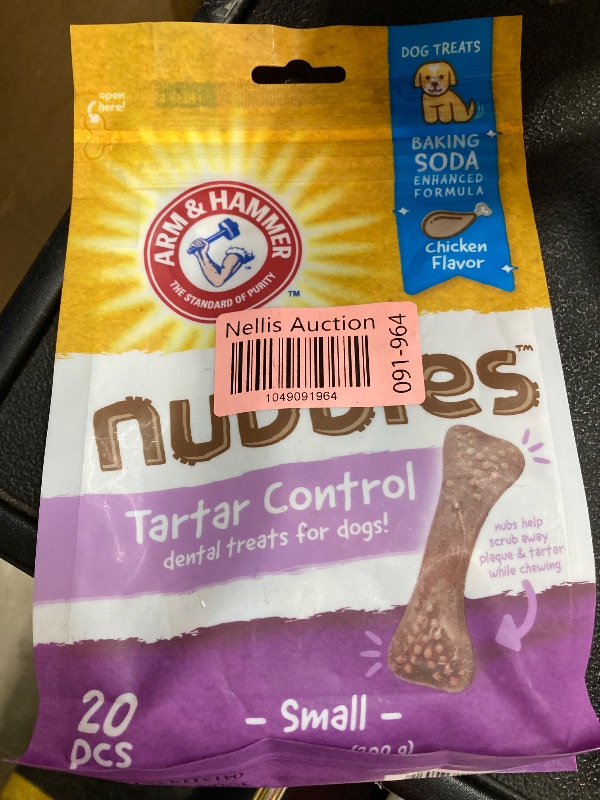 open
here!
DOG TREATS
BAKING
SODA
ENHANCED
FORMULA
Chicken
Flavor
ARM & HAMMER
THE STANDARD OF PURITY
TM
Nellis Auction
1049091964
091-964
TM
Tartar Control
dental treats for dogs!
nubs help
scrub away
plaque & tartar
while chewing
20
pcs
- Small -